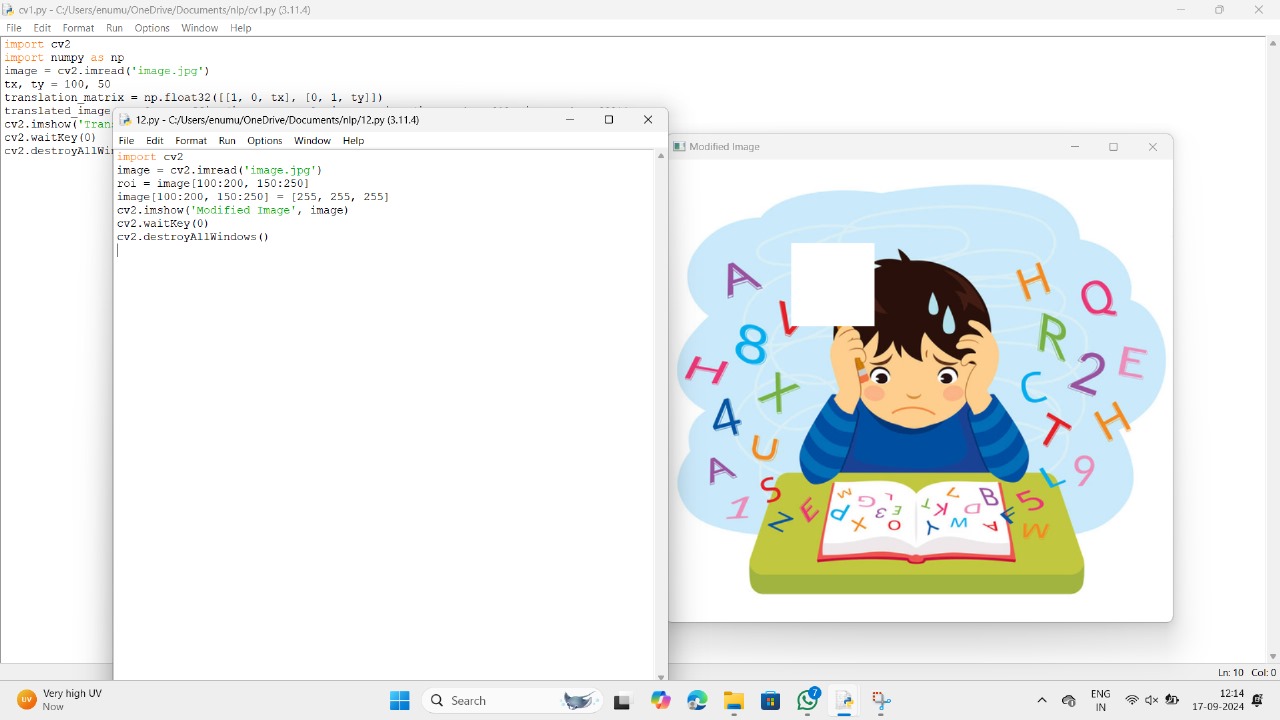 cv1.py - C:/Users/enumu/OneDrive/Documents/nlp/cv1.py (3.11.4)
File Edit Format Run Options Window Help
import cv2
import numpy as np
image = cv2.imread('image.jpg')
tx, ty = 100, 50
translation_matrix = np.float32([[1, 0, tx], [0, 1, ty]])
translated_image
cv2.imshow('Tran
cv2.waitKey(0)
cv2.destroyAllWin
12.py - C:/Users/enumu/OneDrive/Documents/nlp/12.py (3.11.4)
File Edit Format Run Options Window Help
import cv2
image = cv2.imread('image.jpg')
roi = image[100:200, 150:250]
image[100:200, 150:250] = [255, 255, 255]
cv2.imshow('Modified Image', image)
cv2.waitKey(0)
cv2.destroyAllWindows()
Modified Image
A
8
H
X
4
U
A
S
1
Z
E
H
Q
R
E
2
C
H
T
L
9
5
F
M
M
G
L
P
3
E
X
O
7
B
T
K
D
Y
W
A
Ln: 10 Col: 0
Very high UV
Now
Search
7
ENG
IN
12:14
17-09-2024